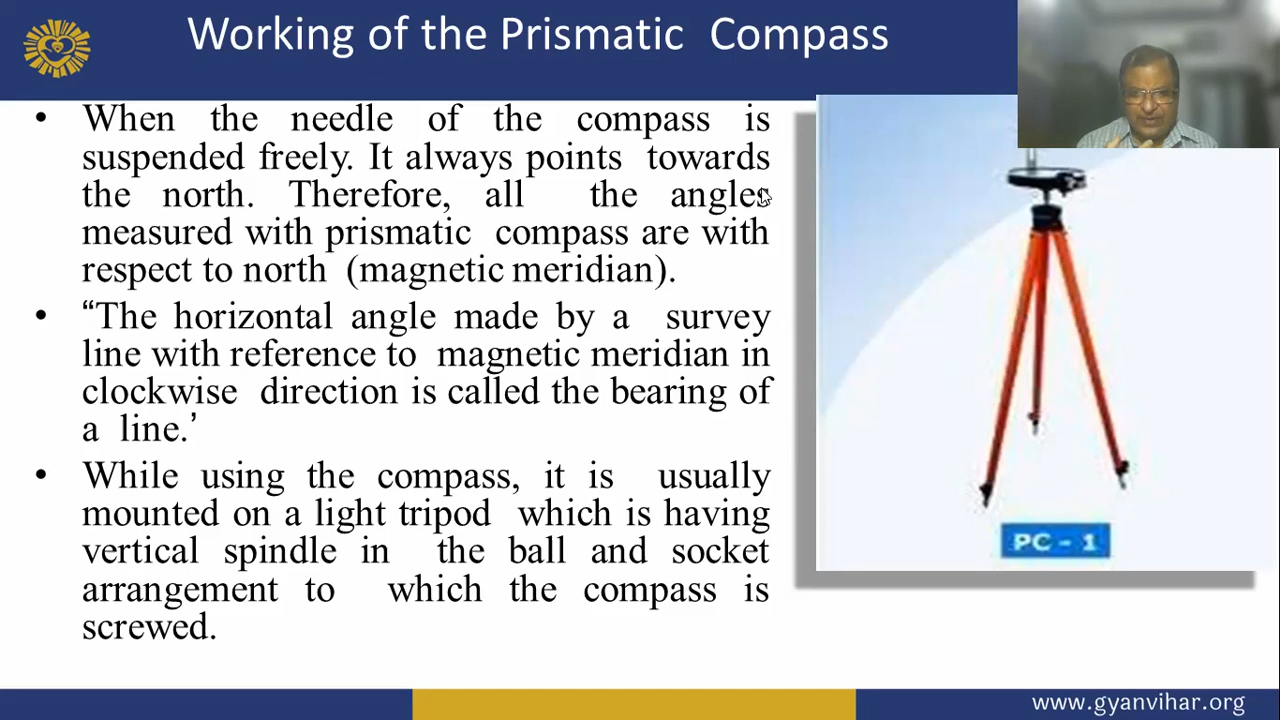 Working of the Prismatic Compass
• When the needle of the compass is
suspended freely. It always points towards
the north. Therefore, all the angles
measured with prismatic compass are with
respect to north (magnetic meridian).
• “The horizontal angle made by a survey
line with reference to magnetic meridian in
clockwise direction is called the bearing of
a line.’
• While using the compass, it is usually
mounted on a light tripod which is having
vertical spindle in the ball and socket
arrangement to which the compass is
screwed.
PC - 1
www.gyanvihar.org